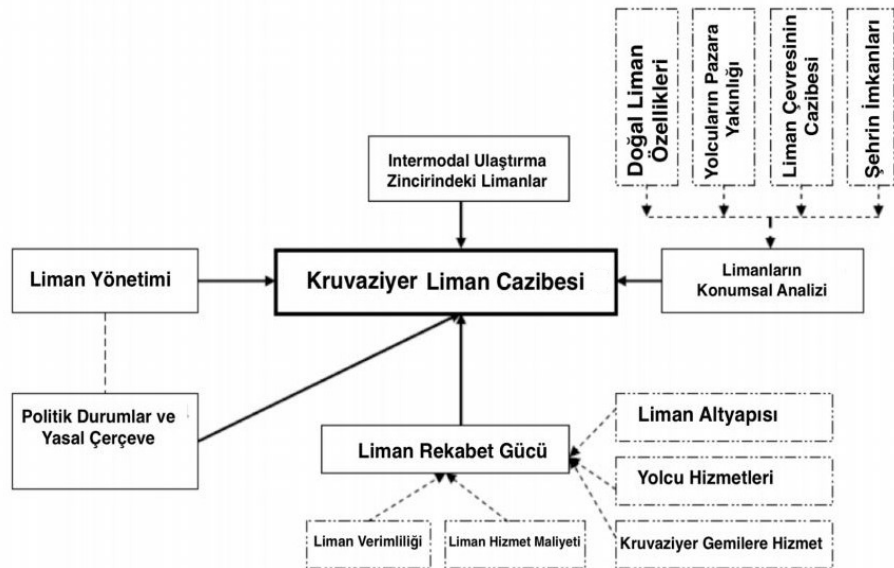 Doğal Liman
Özellikleri
Yolcuların Pazara
Yakınlığı
Liman Çevresinin
Cazibesi
Şehrin İmkanları
Intermodal Ulaştırma
Zincirindeki Limanlar
Liman Yönetimi
Kruvaziyer Liman Cazibesi
Limanların
Konumsal Analizi
Politik Durumlar ve
Yasal Çerçeve
Liman Rekabet Gücü
Liman Altyapısı
Yolcu Hizmetleri
Liman Verimliliği
Liman Hizmet Maliyeti
Kruvaziyer Gemilere Hizmet